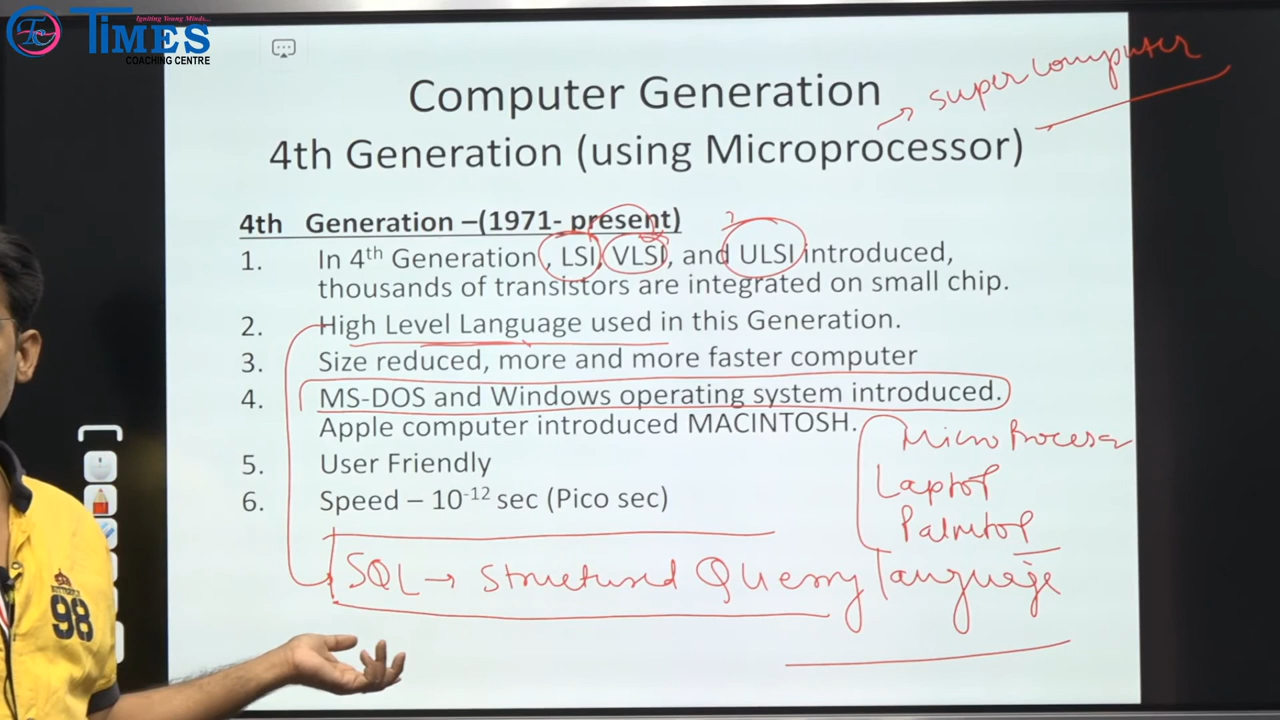 Igniting Young Minds...
TC TIMES
COACHING CENTRE
Computer Generation
super computer
4th Generation (using Microprocessor)
4th Generation –(1971- present)
1. In 4th Generation , LSI, VLSI, and ULSI introduced,
thousands of transistors are integrated on small chip.
2. High Level Language used in this Generation.
3. Size reduced, more and more faster computer
4. MS-DOS and Windows operating system introduced.
Apple computer introduced MACINTOSH.
Micro Processor
5. User Friendly
Laptop
6. Speed – 10-12 sec (Pico sec)
Palmtop
SQL → Structured Querry language
98